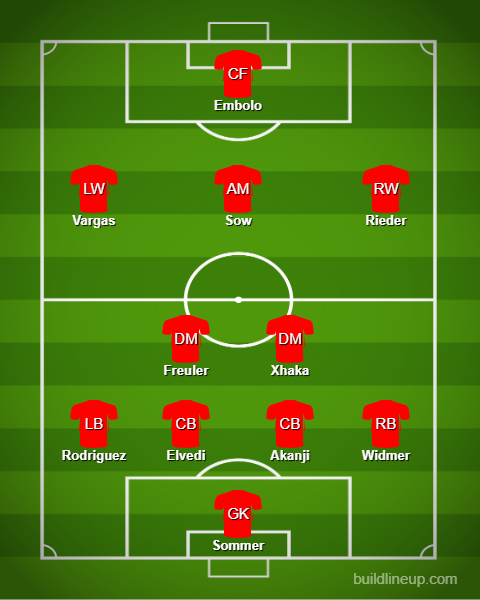 CF
Embolo
LW AM RW
Vargas Sow Rieder
DM DM
Freuler Xhaka
LB CB CB RB
Rodriguez Elvedi Akanji Widmer
GK
Sommer
buildlineup.com